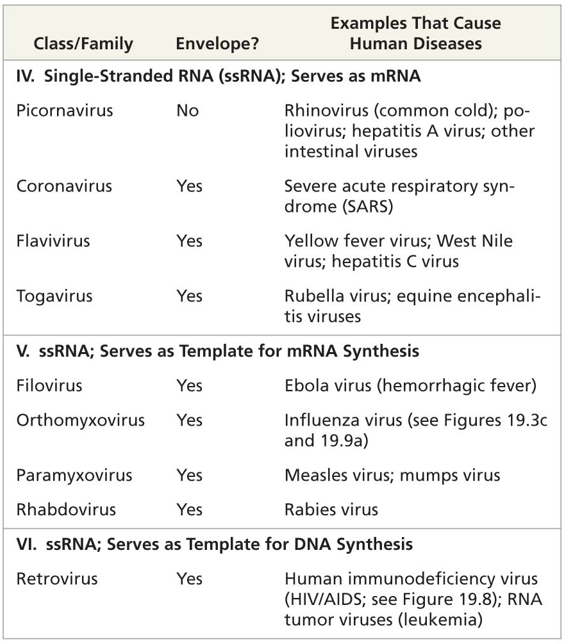 Class/Family Envelope? Examples That Cause Human Diseases
IV. Single-Stranded RNA (ssRNA); Serves as mRNA
Picornavirus No Rhinovirus (common cold); po-
liovirus; hepatitis A virus; other
intestinal viruses
Coronavirus Yes Severe acute respiratory syn-
drome (SARS)
Flavivirus Yes Yellow fever virus; West Nile
virus; hepatitis C virus
Togavirus Yes Rubella virus; equine encephali-
tis viruses
V. ssRNA; Serves as Template for mRNA Synthesis
Filovirus Yes Ebola virus (hemorrhagic fever)
Orthomyxovirus Yes Influenza virus (see Figures 19.3c
and 19.9a)
Paramyxovirus Yes Measles virus; mumps virus
Rhabdovirus Yes Rabies virus
VI. ssRNA; Serves as Template for DNA Synthesis
Retrovirus Yes Human immunodeficiency virus
(HIV/AIDS; see Figure 19.8); RNA
tumor viruses (leukemia)